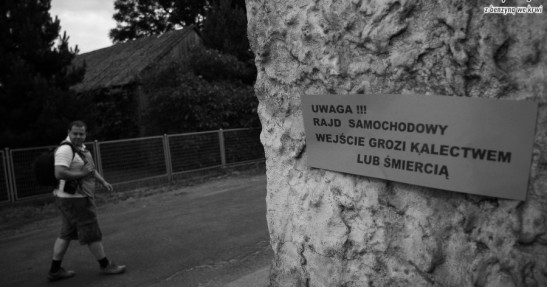 z benzyną we krwi
UWAGA !!!
RAJD SAMOCHODOWY
WEJŚCIE GROZI KALECTWEM
LUB ŚMIERCIĄ